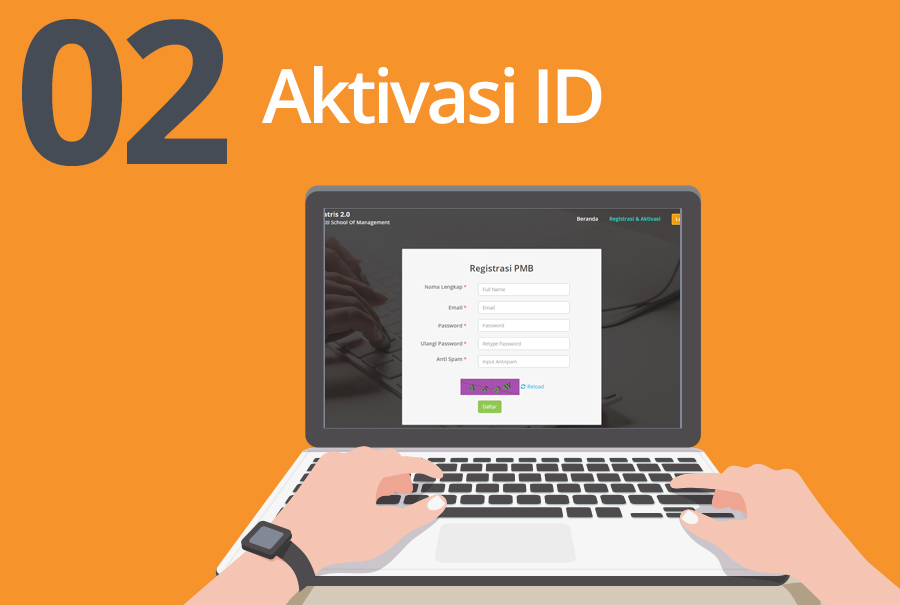 02
Aktivasi ID
atris 2.0
School Of Management
Beranda
Registrasi & Aktivasi
Registrasi PMB
Nama Lengkap *
Full Name
Email *
Email
Password *
Password
Ulangi Password *
Retype Password
Anti Spam *
Input Antispam
Reload
Daftar